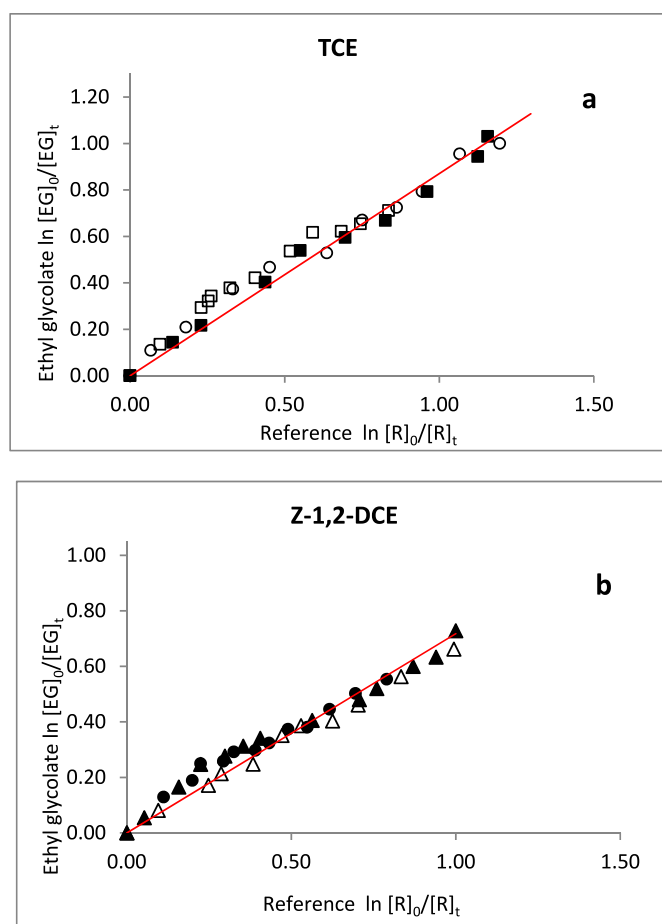 TCE
a
1.20
1.00
0.80
0.60
0.40
0.20
0.00
Ethyl glycolate ln [EG]₀/[EG]ₜ
0.00 0.50 1.00 1.50
Reference ln [R]₀/[R]ₜ
Z-1,2-DCE
b
1.00
0.80
0.60
0.40
0.20
0.00
Ethyl glycolate ln [EG]₀/[EG]ₜ
0.00 0.50 1.00 1.50
Reference ln [R]₀/[R]ₜ